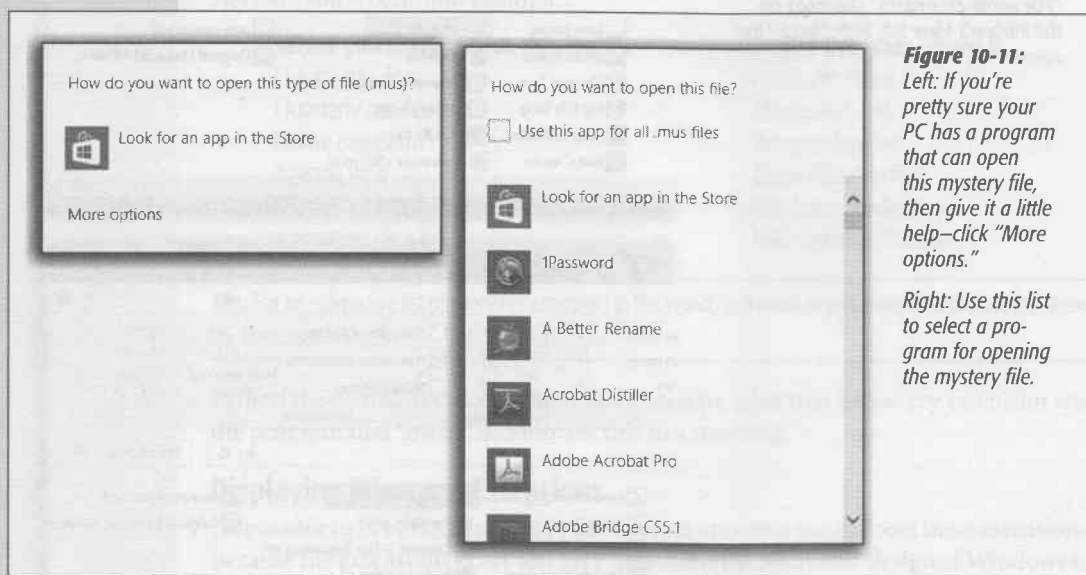 How do you want to open this type of file (.mus)?
Look for an app in the Store
More options
How do you want to open this file?
Use this app for all .mus files
Look for an app in the Store
1Password
A Better Rename
Acrobat Distiller
Adobe Acrobat Pro
Adobe Bridge CS5.1
Figure 10-11:
Left: If you're
pretty sure your
PC has a program
that can open
this mystery file,
then give it a little
help—click "More
options."
Right: Use this list
to select a pro-
gram for opening
the mystery file.